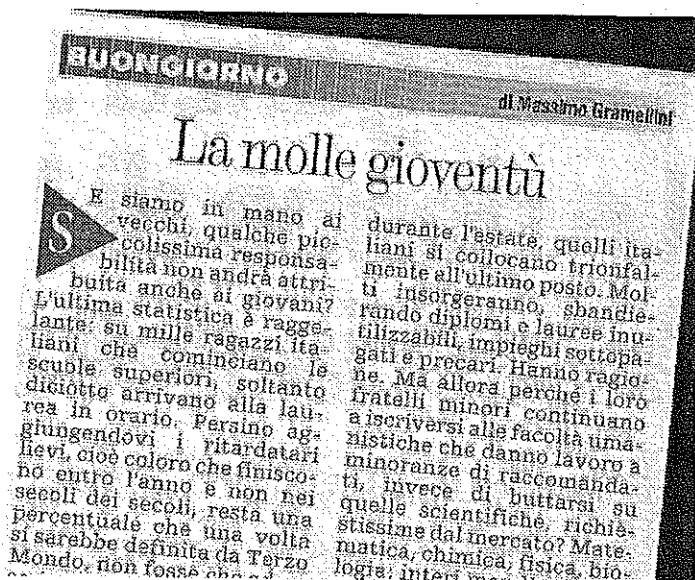 BUONGIORNO
di Massimo Gramellini
La molle gioventù
SE siamo in mano ai
vecchi, qualche pic-
colissima responsa-
bilità non andrà attri-
buita anche ai giovani?
L'ultima statistica è ragge-
lante: su mille ragazzi ita-
liani che cominciano le
scuole superiori, soltanto
diciotto arrivano alla lau-
rea in orario. Persino ag-
giungendovi i ritardatari
lievi, cioè coloro che finisco-
no entro l'anno e non nei
secoli dei secoli, resta una
percentuale che una volta
si sarebbe definita da Terzo
Mondo, non fosse che
durante l'estate, quelli ita-
liani si collocano trionfal-
mente all'ultimo posto. Mol-
ti insorgeranno, sbandie-
rando diplomi e lauree inu-
tilizzabili, impieghi sottopa-
gati e precari. Hanno ragio-
ne. Ma allora perché i loro
fratelli minori continuano
a iscriversi alle facoltà uma-
nistiche che danno lavoro a
minoranze di raccomanda-
ti, invece di buttarsi su
quelle scientifiche, richie-
stissime dal mercato? Mate-
matica, chimica, fisica, bio-
logia: interi